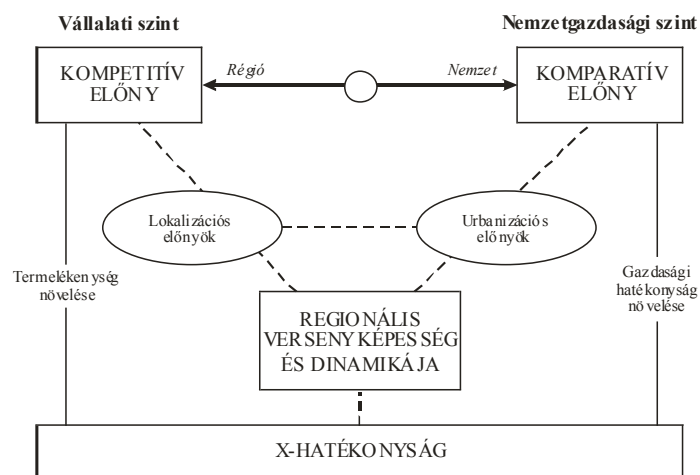 Vállalati szint
Nemzetgazdasági szint
KOMPETITÍV
ELŐNY
Régió
Nemzet
KOMPARATÍV
ELŐNY
Lokalizációs
előnyök
Urbanizációs
előnyök
Termelékenység
növelése
Gazdasági
hatékonyság
növelése
REGIONÁLIS
VERSENYKÉPESSÉG
ÉS DINAMIKÁJA
X-HATÉKONYSÁG